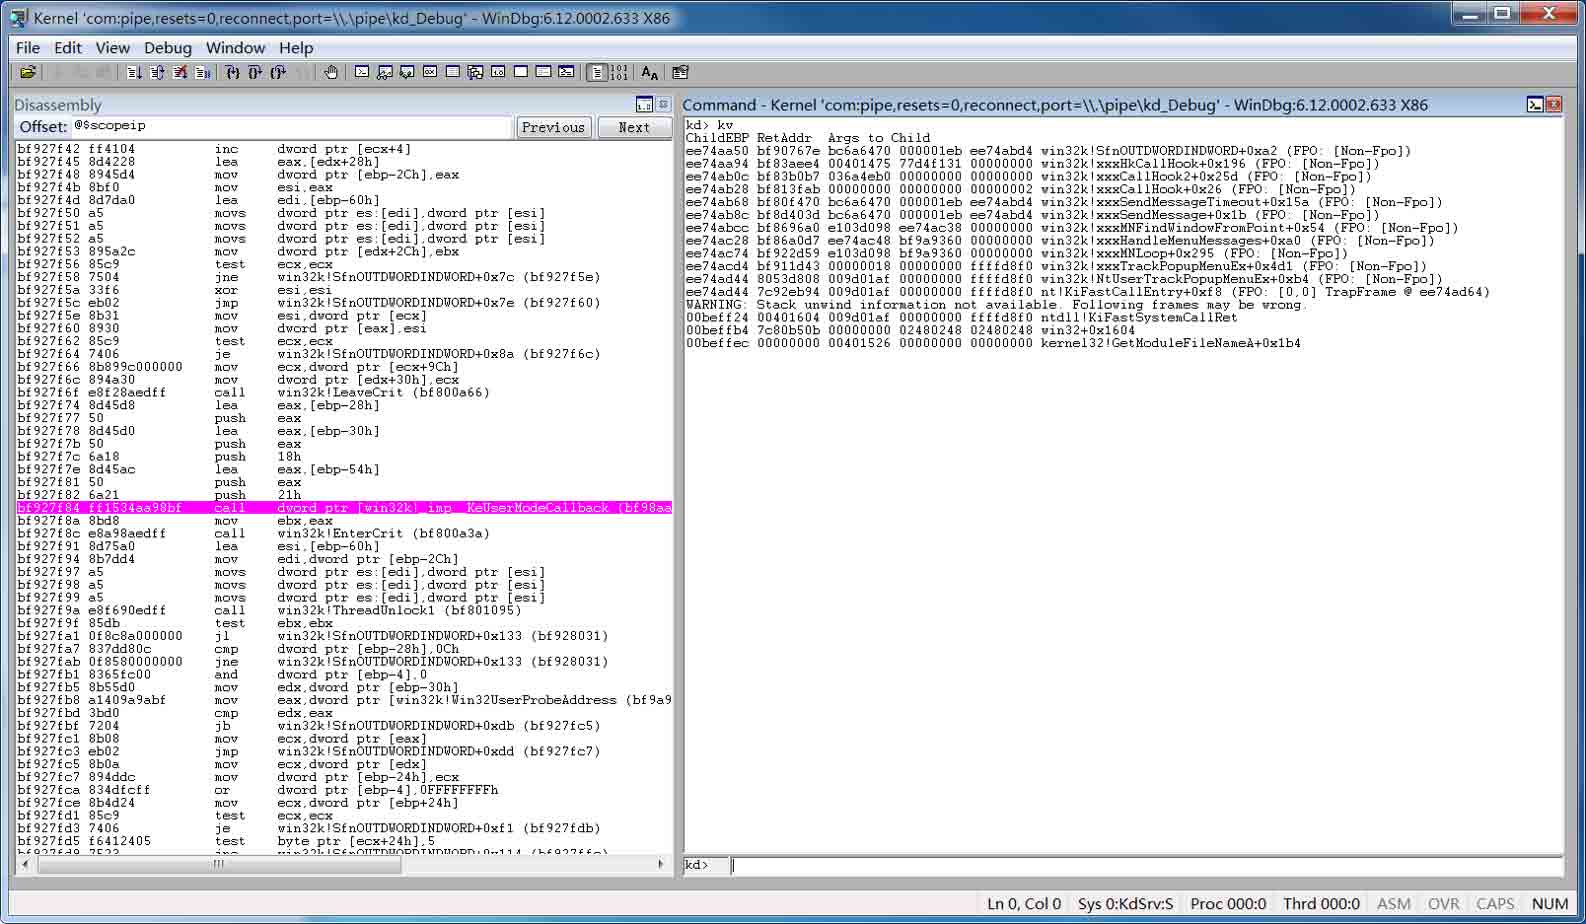 Kernel 'com:pipe,resets=0,reconnect,port=\\.\pipe\kd_Debug' - WinDbg:6.12.0002.633 X86
File Edit View Debug Window Help
Disassembly
Offset: @$scopeip Previous Next
bf927f42 ff4104 inc dword ptr [ecx+4]
bf927f45 8d4228 lea eax,[edx+28h]
bf927f48 8945d4 mov dword ptr [ebp-2Ch],eax
bf927f4b 8bf0 mov esi,eax
bf927f4d 8d7da0 lea edi,[ebp-60h]
bf927f50 a5 movs dword ptr es:[edi],dword ptr [esi]
bf927f51 a5 movs dword ptr es:[edi],dword ptr [esi]
bf927f52 a5 movs dword ptr es:[edi],dword ptr [esi]
bf927f53 895a2c mov dword ptr [edx+2Ch],ebx
bf927f56 85c9 test ecx,ecx
bf927f58 7504 jne win32k!SfnOUTDWORDINDWORD+0x7c (bf927f5e)
bf927f5a 33f6 xor esi,esi
bf927f5c eb02 jmp win32k!SfnOUTDWORDINDWORD+0x7e (bf927f60)
bf927f5e 8b31 mov esi,dword ptr [ecx]
bf927f60 8930 mov dword ptr [eax],esi
bf927f62 85c9 test ecx,ecx
bf927f64 7406 je win32k!SfnOUTDWORDINDWORD+0x8a (bf927f6c)
bf927f66 8b899c000000 mov ecx,dword ptr [ecx+9Ch]
bf927f6c 894a30 mov dword ptr [edx+30h],ecx
bf927f6f e8f28aedff call win32k!LeaveCrit (bf800a66)
bf927f74 8d45d8 lea eax,[ebp-28h]
bf927f77 50 push eax
bf927f78 8d45d0 lea eax,[ebp-30h]
bf927f7b 50 push eax
bf927f7c 6a18 push 18h
bf927f7e 8d45ac lea eax,[ebp-54h]
bf927f81 50 push eax
bf927f82 6a21 push 21h
bf927f84 ff1534aa98bf call dword ptr [win32k!_imp__KeUserModeCallback (bf98aa
bf927f8a 8bd8 mov ebx,eax
bf927f8c e8a98aedff call win32k!EnterCrit (bf800a3a)
bf927f91 8d75a0 lea esi,[ebp-60h]
bf927f94 8b7dd4 mov edi,dword ptr [ebp-2Ch]
bf927f97 a5 movs dword ptr es:[edi],dword ptr [esi]
bf927f98 a5 movs dword ptr es:[edi],dword ptr [esi]
bf927f99 a5 movs dword ptr es:[edi],dword ptr [esi]
bf927f9a e8f690edff call win32k!ThreadUnlock1 (bf801095)
bf927f9f 85db test ebx,ebx
bf927fa1 0f8c8a000000 jl win32k!SfnOUTDWORDINDWORD+0x133 (bf928031)
bf927fa7 837dd80c cmp dword ptr [ebp-28h],0Ch
bf927fab 0f8580000000 jne win32k!SfnOUTDWORDINDWORD+0x133 (bf928031)
bf927fb1 8365fc00 and dword ptr [ebp-4],0
bf927fb5 8b55d0 mov edx,dword ptr [ebp-30h]
bf927fb8 a1409a9abf mov eax,dword ptr [win32k!Win32UserProbeAddress (bf9a9
bf927fbd 3bd0 cmp edx,eax
bf927fbf 7204 jb win32k!SfnOUTDWORDINDWORD+0xdb (bf927fc5)
bf927fc1 8b08 mov ecx,dword ptr [eax]
bf927fc3 eb02 jmp win32k!SfnOUTDWORDINDWORD+0xdd (bf927fc7)
bf927fc5 8b0a mov ecx,dword ptr [edx]
bf927fc7 894ddc mov dword ptr [ebp-24h],ecx
bf927fca 834dfcff or dword ptr [ebp-4],0FFFFFFFFh
bf927fce 8b4d24 mov ecx,dword ptr [ebp+24h]
bf927fd1 85c9 test ecx,ecx
bf927fd3 7406 je win32k!SfnOUTDWORDINDWORD+0xf1 (bf927fdb)
bf927fd5 f6412405 test byte ptr [ecx+24h],5
Command - Kernel 'com:pipe,resets=0,reconnect,port=\\.\pipe\kd_Debug' - WinDbg:6.12.0002.633 X86
kd> kv
ChildEBP RetAddr Args to Child
ee74aa50 bf90767e bc6a6470 000001eb ee74abd4 win32k!SfnOUTDWORDINDWORD+0xa2 (FPO: [Non-Fpo])
ee74aa94 bf83aee4 00401475 77d4f131 00000000 win32k!xxxHkCallHook+0x196 (FPO: [Non-Fpo])
ee74ab0c bf83b0b7 036a4eb0 00000000 00000000 win32k!xxxCallHook2+0x25d (FPO: [Non-Fpo])
ee74ab28 bf813fab 00000000 00000000 00000002 win32k!xxxCallHook+0x26 (FPO: [Non-Fpo])
ee74ab68 bf80f470 bc6a6470 000001eb ee74abd4 win32k!xxxSendMessageTimeout+0x15a (FPO: [Non-Fpo])
ee74ab8c bf8d403d bc6a6470 000001eb ee74abd4 win32k!xxxSendMessage+0x1b (FPO: [Non-Fpo])
ee74abcc bf8696a0 e103d098 ee74ac38 00000000 win32k!xxxMNFindWindowFromPoint+0x54 (FPO: [Non-Fpo])
ee74ac28 bf86a0d7 ee74ac48 bf9a9360 00000000 win32k!xxxHandleMenuMessages+0xa0 (FPO: [Non-Fpo])
ee74ac74 bf922d59 e103d098 bf9a9360 00000000 win32k!xxxMNLoop+0x295 (FPO: [Non-Fpo])
ee74acd4 bf911d43 00000018 00000000 ffffd8f0 win32k!xxxTrackPopupMenuEx+0x4d1 (FPO: [Non-Fpo])
ee74ad44 8053d808 009d01af 00000000 ffffd8f0 win32k!NtUserTrackPopupMenuEx+0xb4 (FPO: [Non-Fpo])
ee74ad44 7c92eb94 009d01af 00000000 ffffd8f0 nt!KiFastCallEntry+0xf8 (FPO: [0,0] TrapFrame @ ee74ad64)
WARNING: Stack unwind information not available. Following frames may be wrong.
00beff24 00401604 009d01af 00000000 ffffd8f0 ntdll!KiFastSystemCallRet
00beffb4 7c80b50b 00000000 02480248 02480248 win32+0x1604
00beffec 00000000 00401526 00000000 00000000 kernel32!GetModuleFileNameA+0x1b4
kd>
Ln 0, Col 0 Sys 0:KdSrv:S Proc 000:0 Thrd 000:0 ASM OVR CAPS NUM